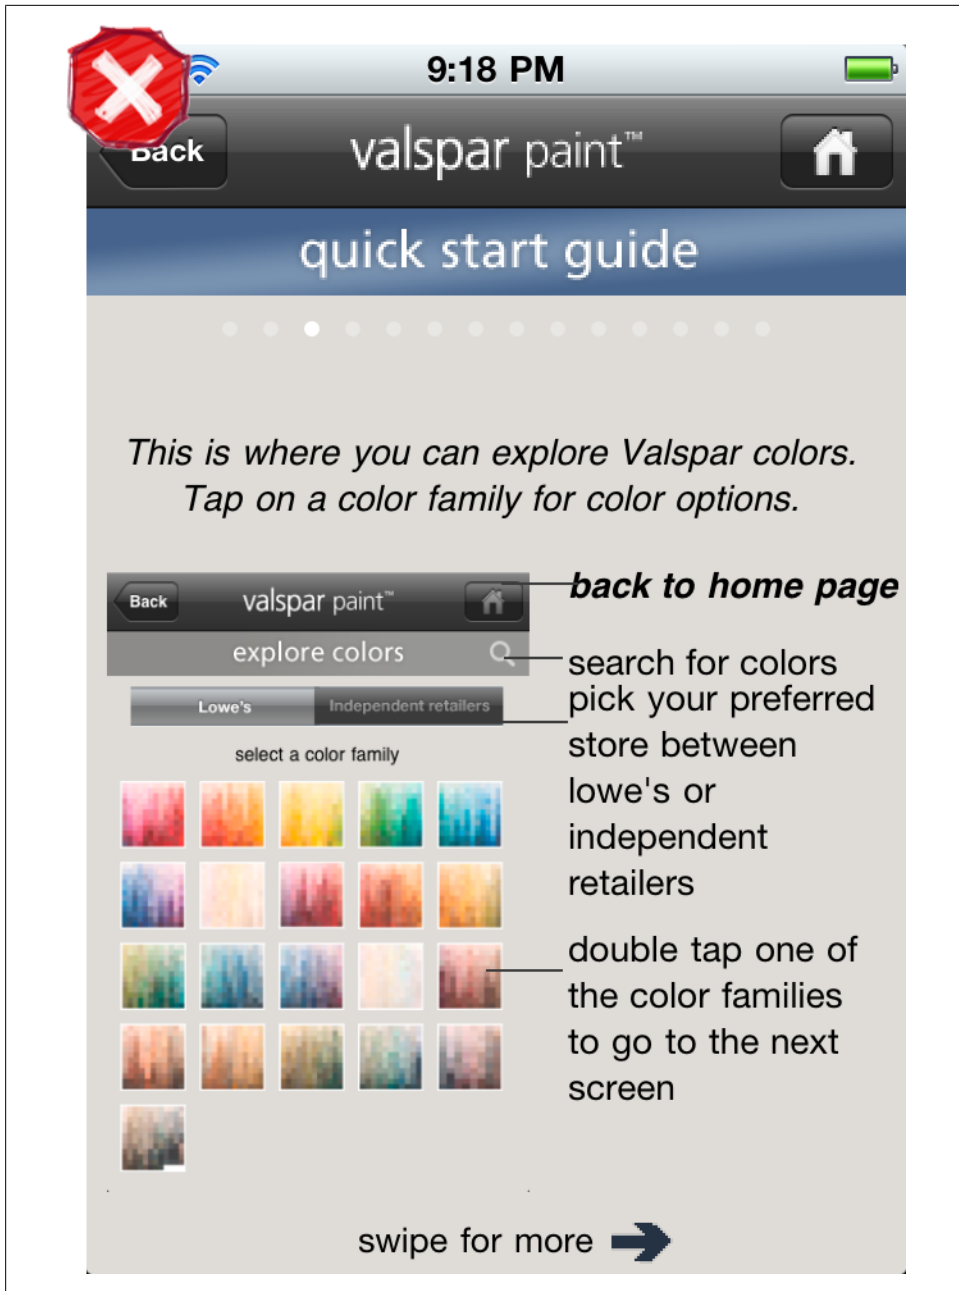 9:18 PM
Back
valspar paint™
quick start guide
This is where you can explore Valspar colors.
Tap on a color family for color options.
Back
valspar paint™
back to home page
explore colors
search for colors
Lowe's
Independent retailers
pick your preferred
store between
lowe's or
independent
retailers
select a color family
double tap one of
the color families
to go to the next
screen
swipe for more